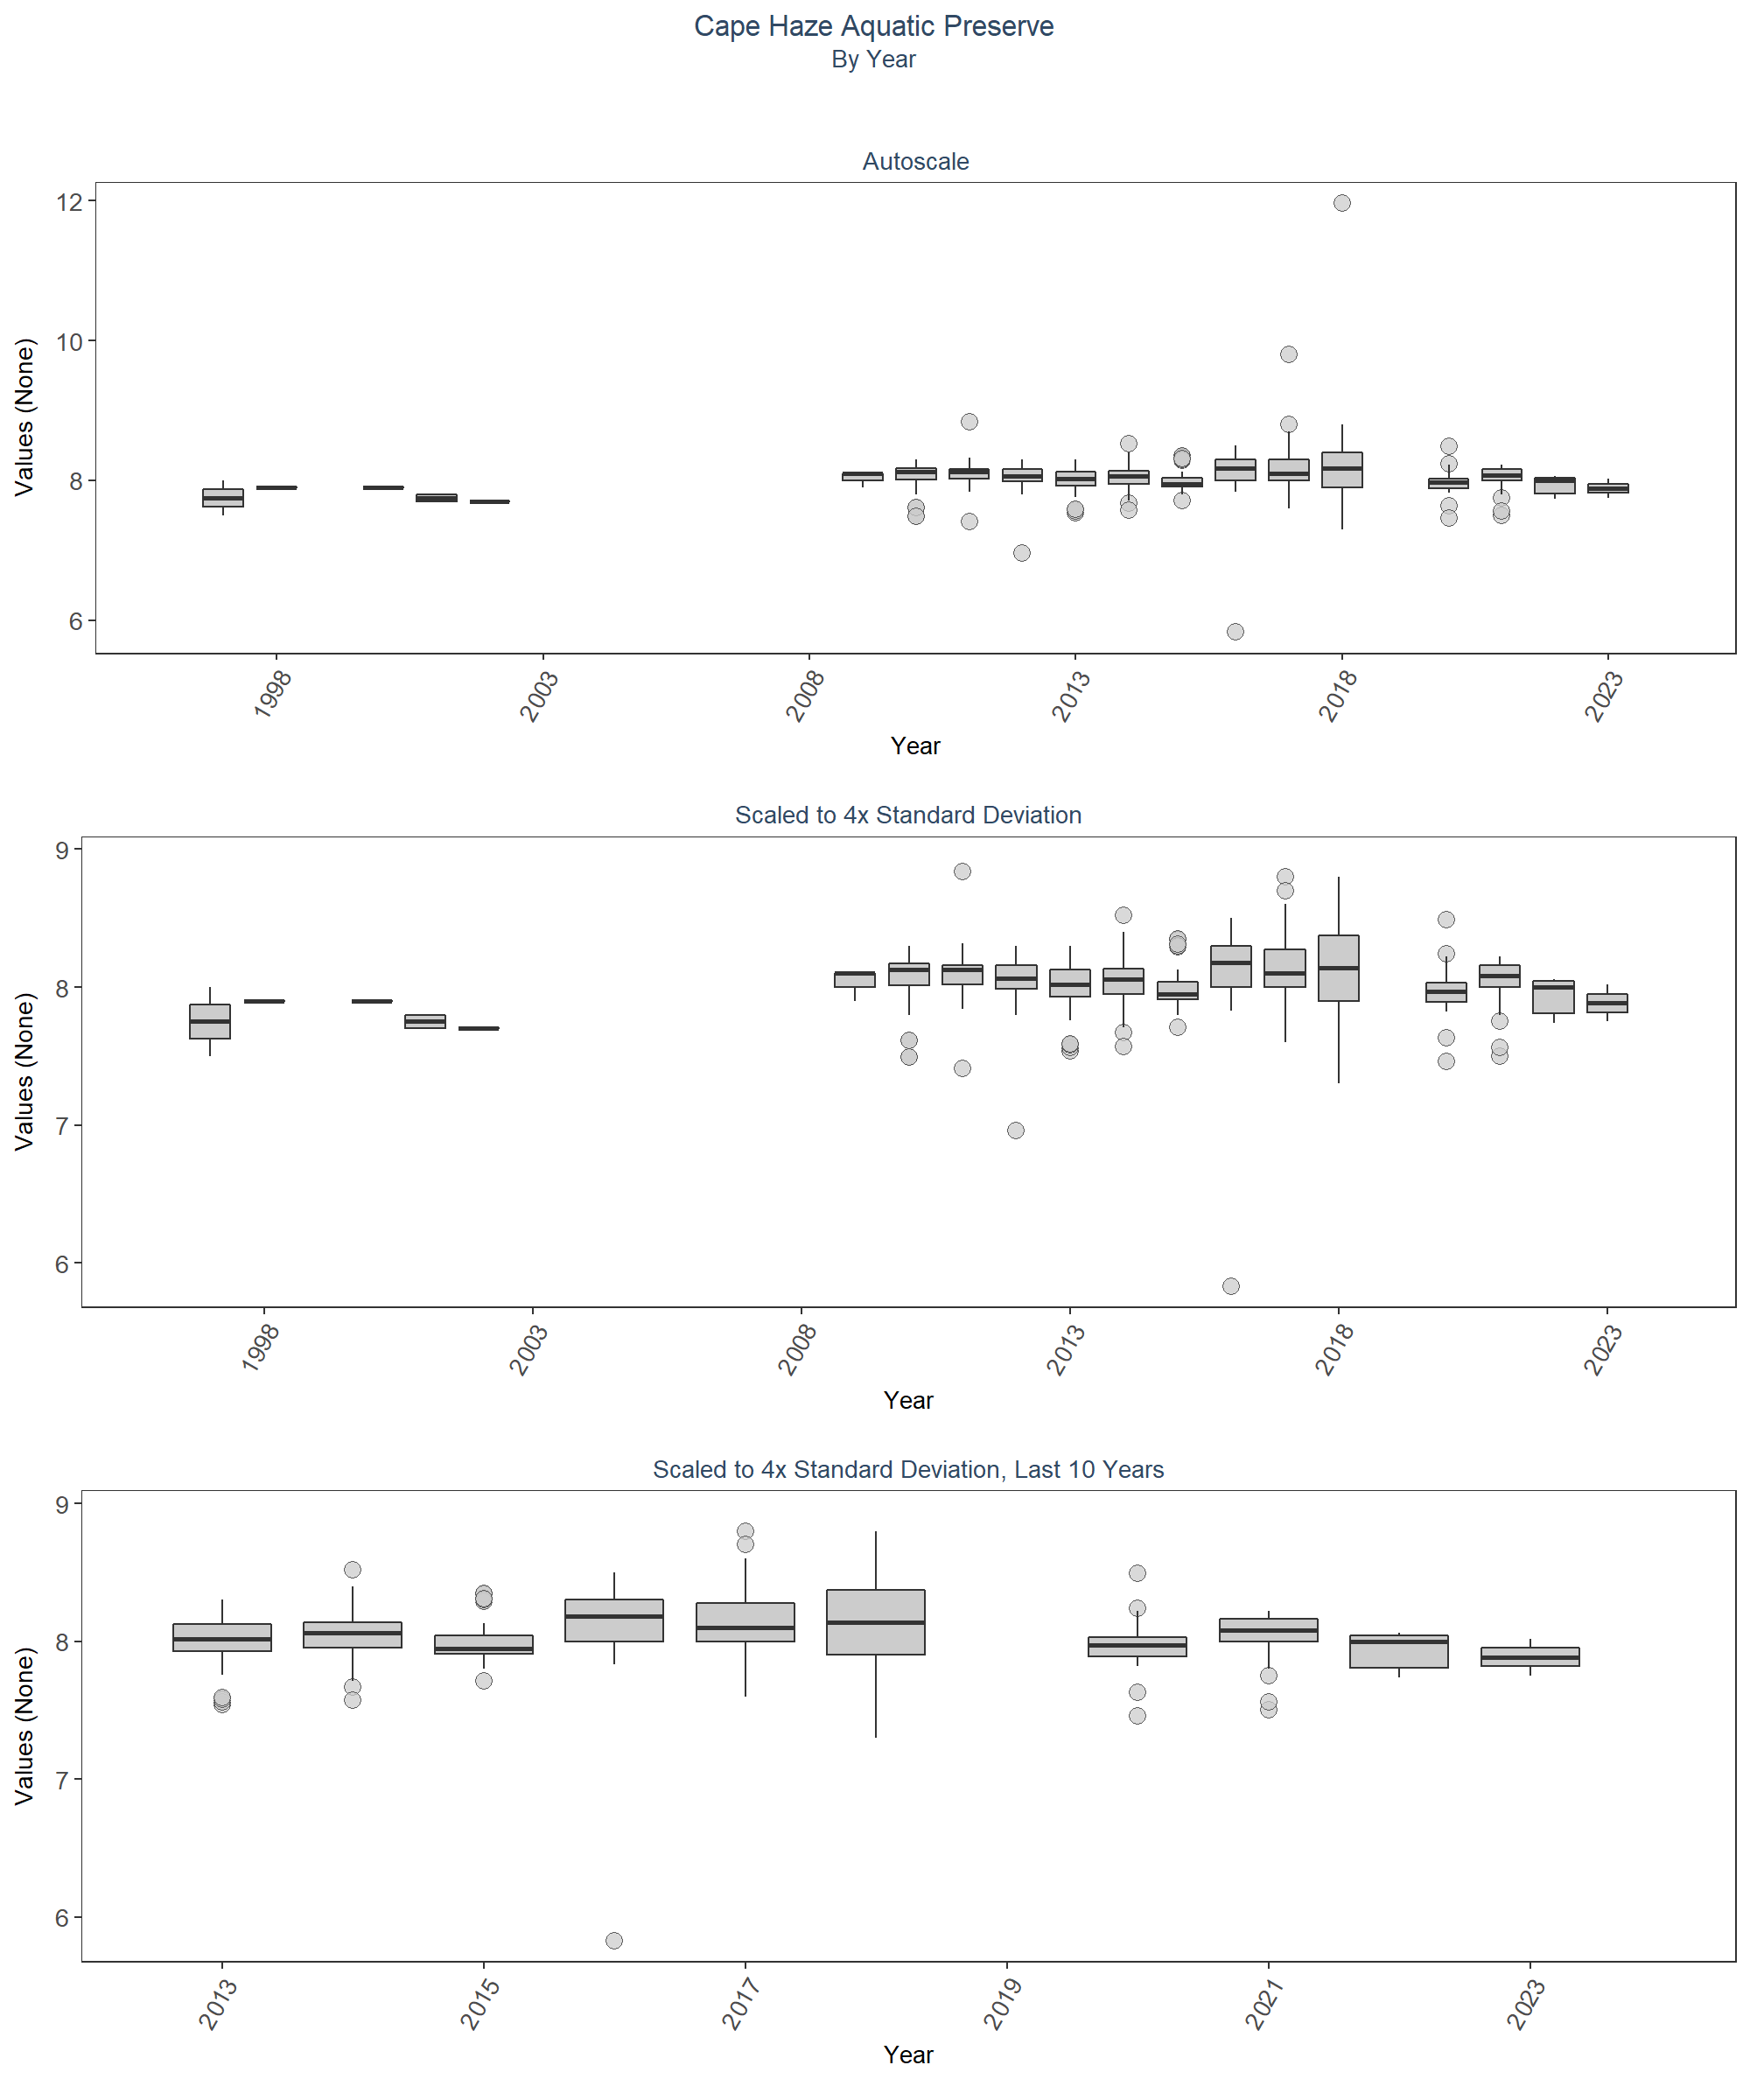 Cape Haze Aquatic Preserve
By Year
Autoscale
12
10
8
6
Values (None)
1998
2003
2008
2013
2018
2023
Year
Scaled to 4x Standard Deviation
9
8
7
6
Values (None)
1998
2003
2008
2013
2018
2023
Year
Scaled to 4x Standard Deviation, Last 10 Years
9
8
7
6
Values (None)
2013
2015
2017
2019
2021
2023
Year